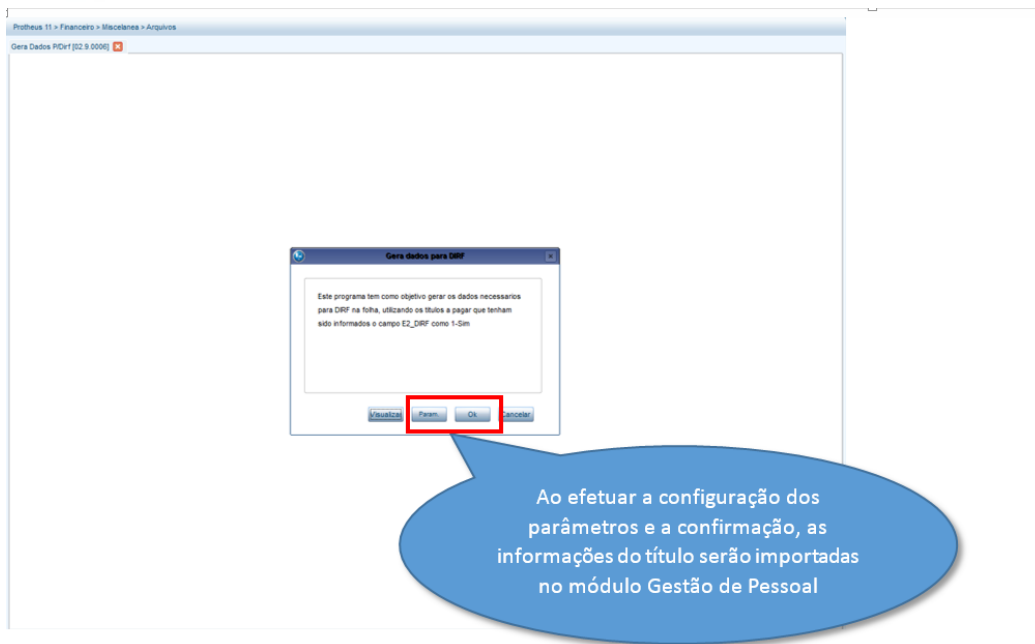 Protheus 11 > Financeiro > Miscelanea > Arquivos
Gera Dados P/Dirf [02.9.0006]
Gera dados para DIRF
Este programa tem como objetivo gerar os dados necessarios
para DIRF na folha, utilizando os titulos a pagar que tenham
sido informados o campo E2_DIRF como 1-Sim
Visualizar Param. Ok Cancelar
Ao efetuar a configuração dos
parâmetros e a confirmação, as
informações do título serão importadas
no módulo Gestão de Pessoal